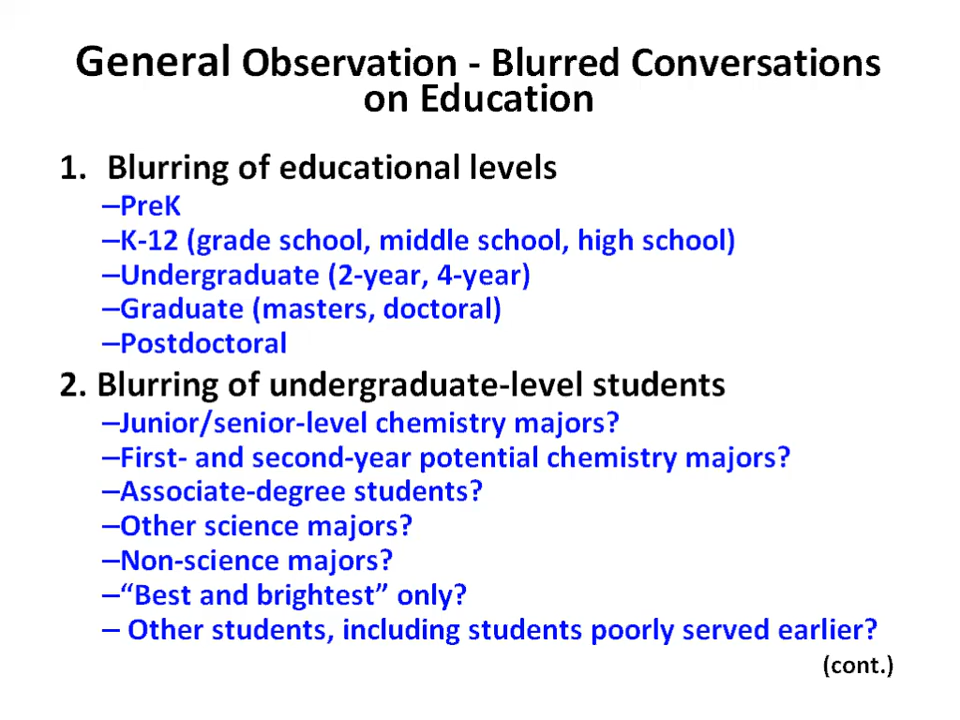 General Observation - Blurred Conversations
on Education
1. Blurring of educational levels
–PreK
–K-12 (grade school, middle school, high school)
–Undergraduate (2-year, 4-year)
–Graduate (masters, doctoral)
–Postdoctoral
2. Blurring of undergraduate-level students
–Junior/senior-level chemistry majors?
–First- and second-year potential chemistry majors?
–Associate-degree students?
–Other science majors?
–Non-science majors?
–“Best and brightest” only?
– Other students, including students poorly served earlier?
(cont.)